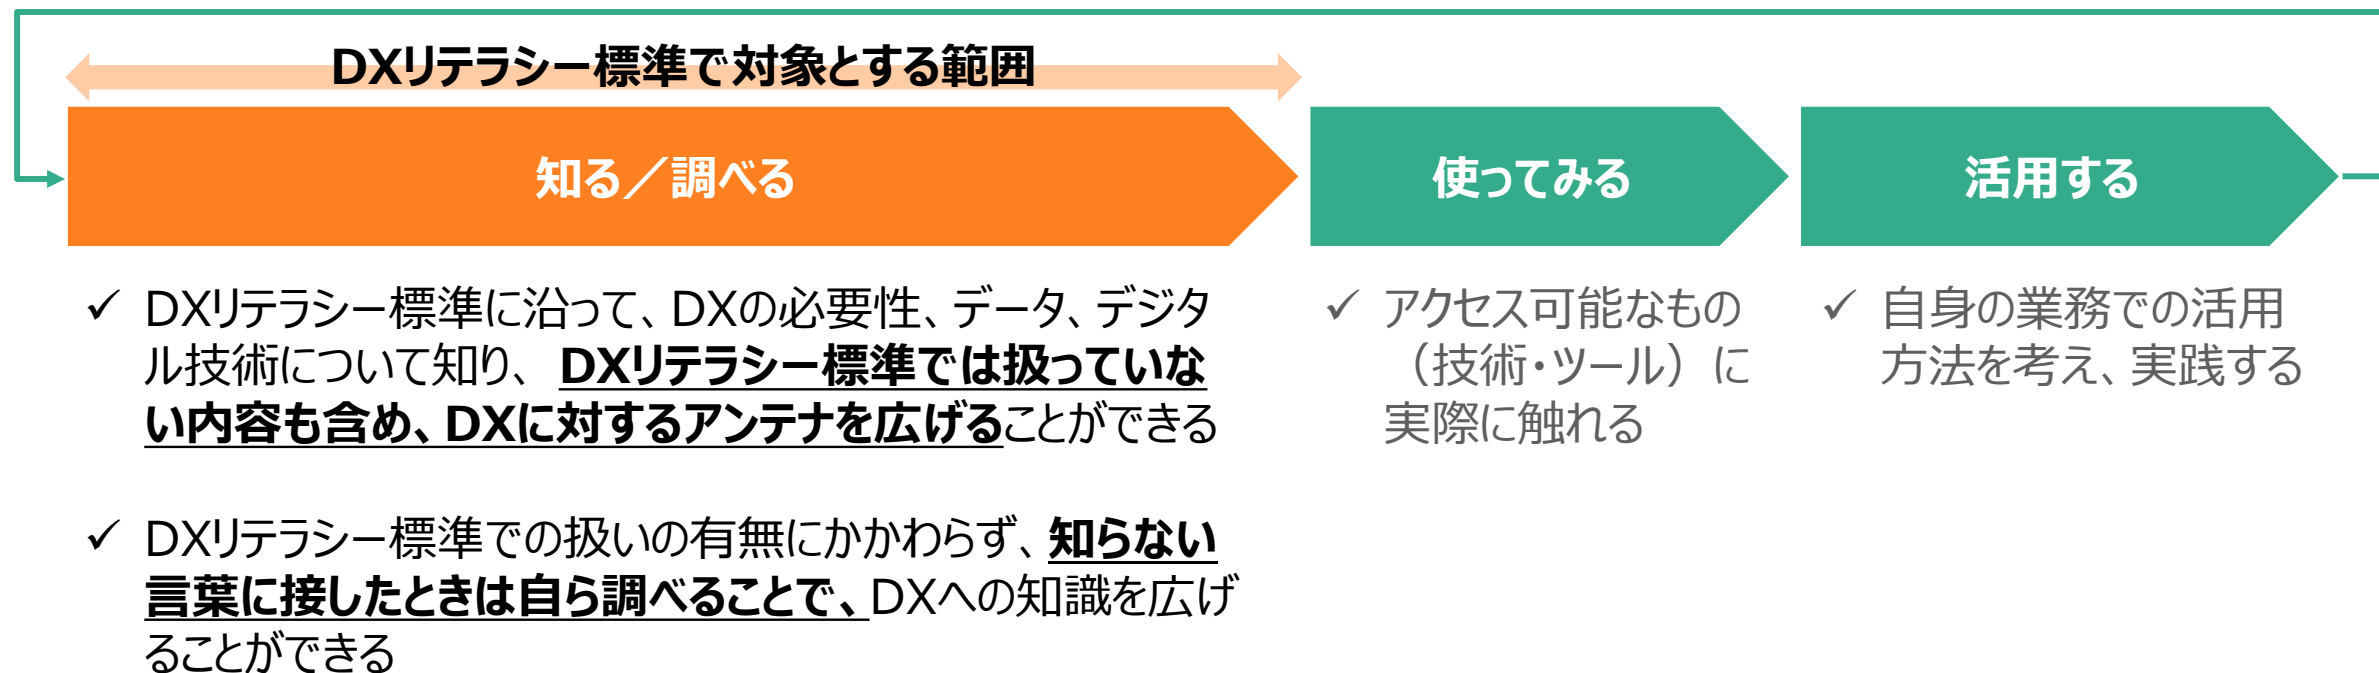 DXリテラシー標準で対象とする範囲
知る／調べる
使ってみる
活用する
✓ DXリテラシー標準に沿って、DXの必要性、データ、デジタ
ル技術について知り、 DXリテラシー標準では扱っていな
い内容も含め、DXに対するアンテナを広げることができる
✓ DXリテラシー標準での扱いの有無にかかわらず、知らない
言葉に接したときは自ら調べることで、DXへの知識を広げ
ることができる
✓ アクセス可能なもの
（技術・ツール）に
実際に触れる
✓ 自身の業務での活用
方法を考え、実践する